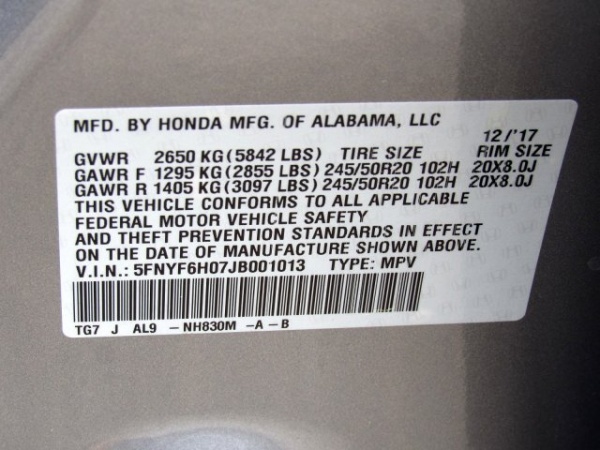 MFD. BY HONDA MFG. OF ALABAMA, LLC 12/'17
GVWR 2650 KG(5842 LBS) TIRE SIZE RIM SIZE
GAWR F 1295 KG(2855 LBS)245/50R20 102H 20X8.0J
GAWR R 1405 KG(3097 LBS)245/50R20 102H 20X8.0J
THIS VEHICLE CONFORMS TO ALL APPLICABLE
FEDERAL MOTOR VEHICLE SAFETY
AND THEFT PREVENTION STANDARDS IN EFFECT
ON THE DATE OF MANUFACTURE SHOWN ABOVE.
V.I.N.: 5FNYF6H07JB001013 TYPE: MPV
TG7 J AL9 -NH830M -A-B